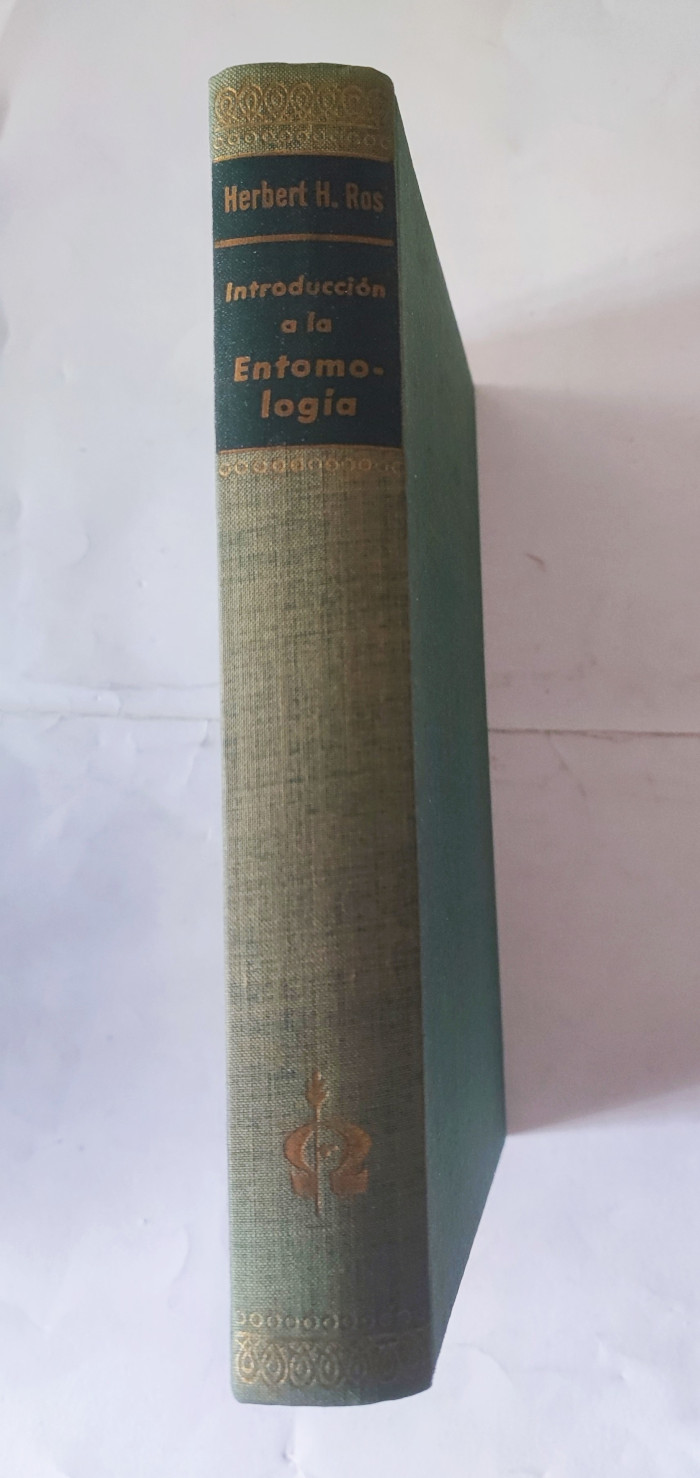 Herbert H. Ros
Introducción
a la
Entomo-
logía